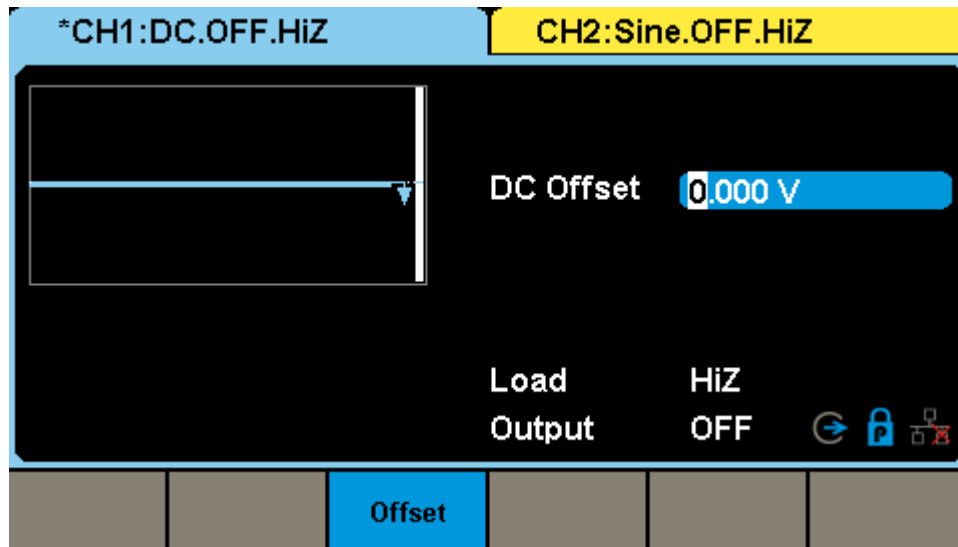 *CH1:DC.OFF.HiZ
CH2:Sine.OFF.HiZ
DC Offset 0.000 V
Load HiZ
Output OFF P
Offset